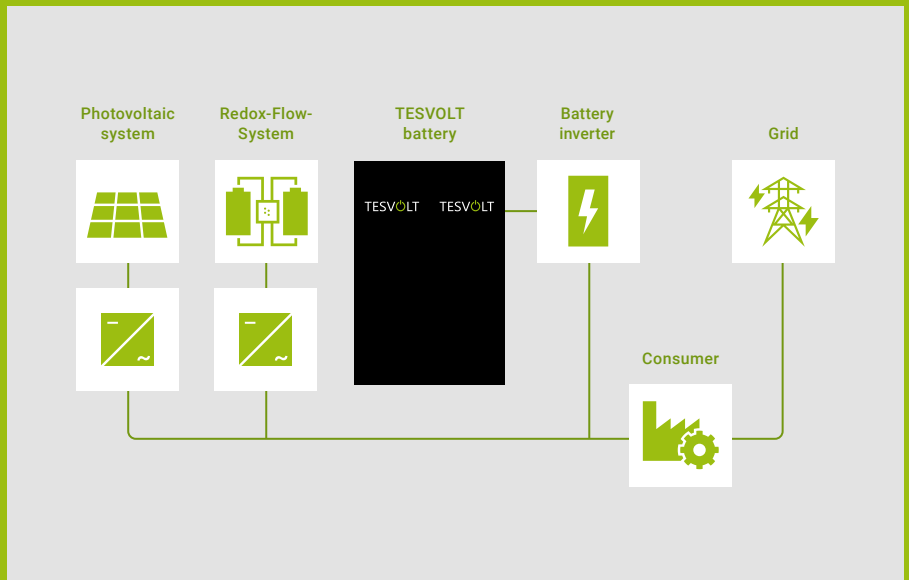 Photovoltaic
system
Redox-Flow-
System
TESVOLT
battery
Battery
inverter
Grid
TESVOLT TESVOLT
Consumer